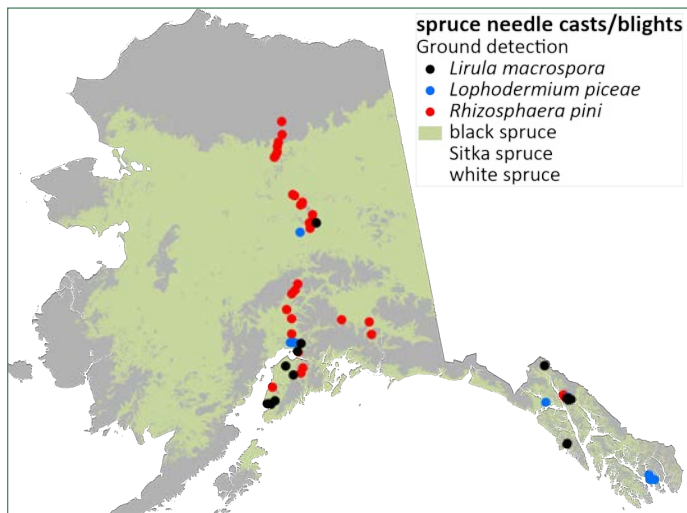 spruce needle casts/blights
Ground detection
Lirula macrospora
Lophodermium piceae
Rhizosphaera pini
black spruce
Sitka spruce
white spruce